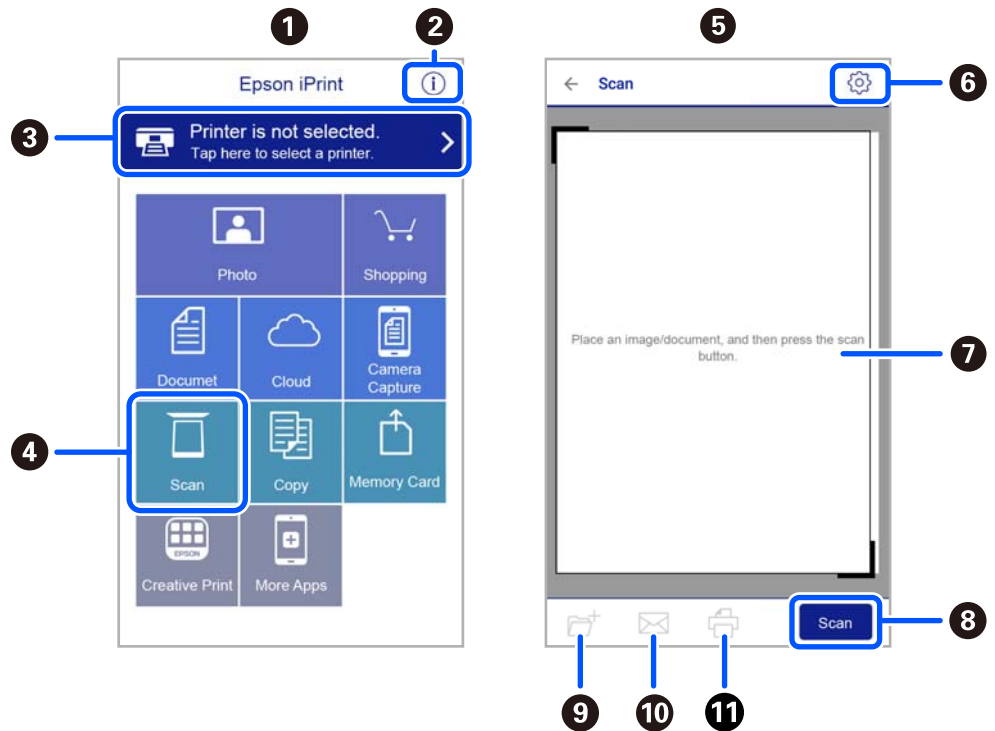 1
2
5
Epson iPrint
i
Scan
6
3
Printer is not selected.
Tap here to select a printer.
Photo
Shopping
Documet
Cloud
Camera
Capture
Place an image/document, and then press the scan
button.
7
4
Scan
Copy
Memory Card
EPSON
Creative Print
More Apps
Scan
8
9
10
11